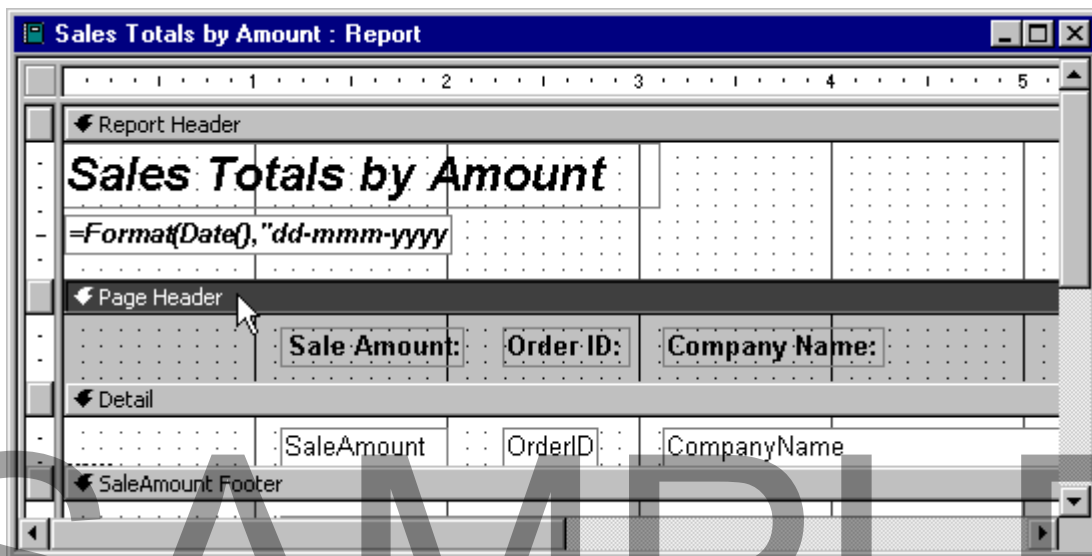 Sales Totals by Amount : Report
1 2 3 4 5
Report Header
Sales Totals by Amount
=Format(Date(),"dd-mmm-yyyy
Page Header
Sale Amount: Order ID: Company Name:
Detail
SaleAmount OrderID CompanyName
SaleAmount Footer
SAMPLE